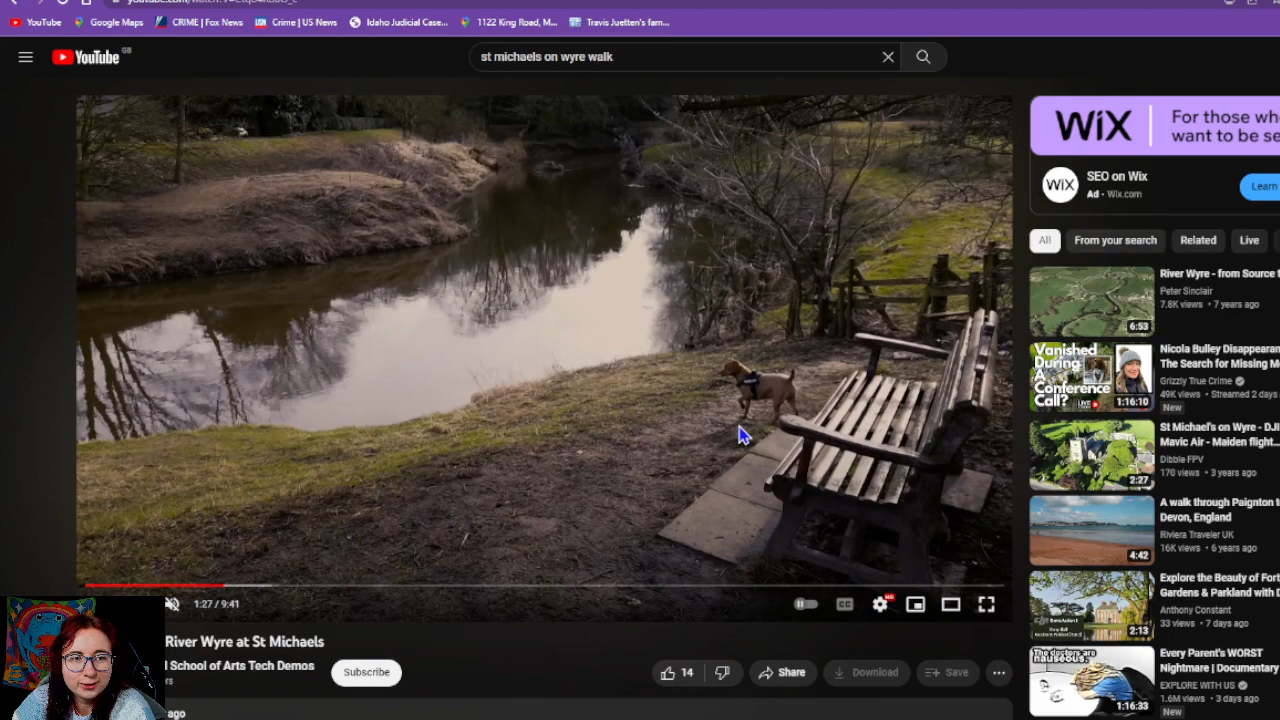 YouTube
Google Maps
CRIME | Fox News
Crime | US News
Idaho Judicial Case...
1122 King Road, M...
Travis Juetten's fam...
YouTube GB
st michaels on wyre walk
WiX
For those who
want to be se
WiX
SEO on Wix
Ad • Wix.com
Learn
All
From your search
Related
Live
River Wyre - from Source t
Peter Sinclair
7.8K views • 7 years ago
6:53
Vanished
During
A
Conference
Call?
LIVE
1:16:10
Nicola Bulley Disappearan
The Search for Missing M
Grizzly True Crime
49K views • Streamed 2 days
New
St Michael's on Wyre - DJI
Mavic Air - Maiden flight...
Dibble FPV
170 views • 3 years ago
2:27
A walk through Paignton t
Devon, England
Riviera Traveler UK
16K views • 6 years ago
4:42
Explore the Beauty of Fort
Gardens & Parkland with D
Anthony Constant
33 views • 7 days ago
2:13
The doctors are
nauseous.
Every Parent's WORST
Nightmare | Documentary
EXPLORE WITH US
1.6M views • 3 days ago
New
1:16:33
1:27 / 9:41
CC
HD
River Wyre at St Michaels
l School of Arts Tech Demos
rs
Subscribe
14
Share
Download
Save
ago